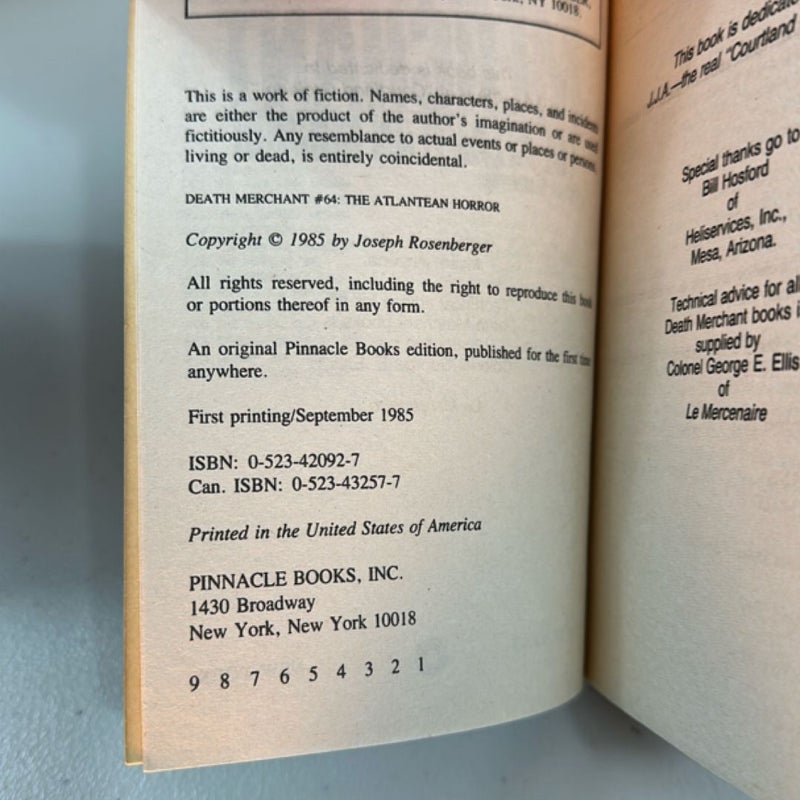 NY 10018.
This is a work of fiction. Names, characters, places, and incidents
are either the product of the author's imagination or are used
fictitiously. Any resemblance to actual events or places or persons,
living or dead, is entirely coincidental.
DEATH MERCHANT #64: THE ATLANTEAN HORROR
Copyright © 1985 by Joseph Rosenberger
All rights reserved, including the right to reproduce this book
or portions thereof in any form.
An original Pinnacle Books edition, published for the first time
anywhere.
First printing/September 1985
ISBN: 0-523-42092-7
Can. ISBN: 0-523-43257-7
Printed in the United States of America
PINNACLE BOOKS, INC.
1430 Broadway
New York, New York 10018
9 8 7 6 5 4 3 2 1
This book is dedicated
J.J.A.—the real "Courtland
Special thanks go to
Bill Hosford
of
Heliservices, Inc.,
Mesa, Arizona.
Technical advice for all
Death Merchant books i
supplied by
Colonel George E. Ellis
of
Le Mercenaire